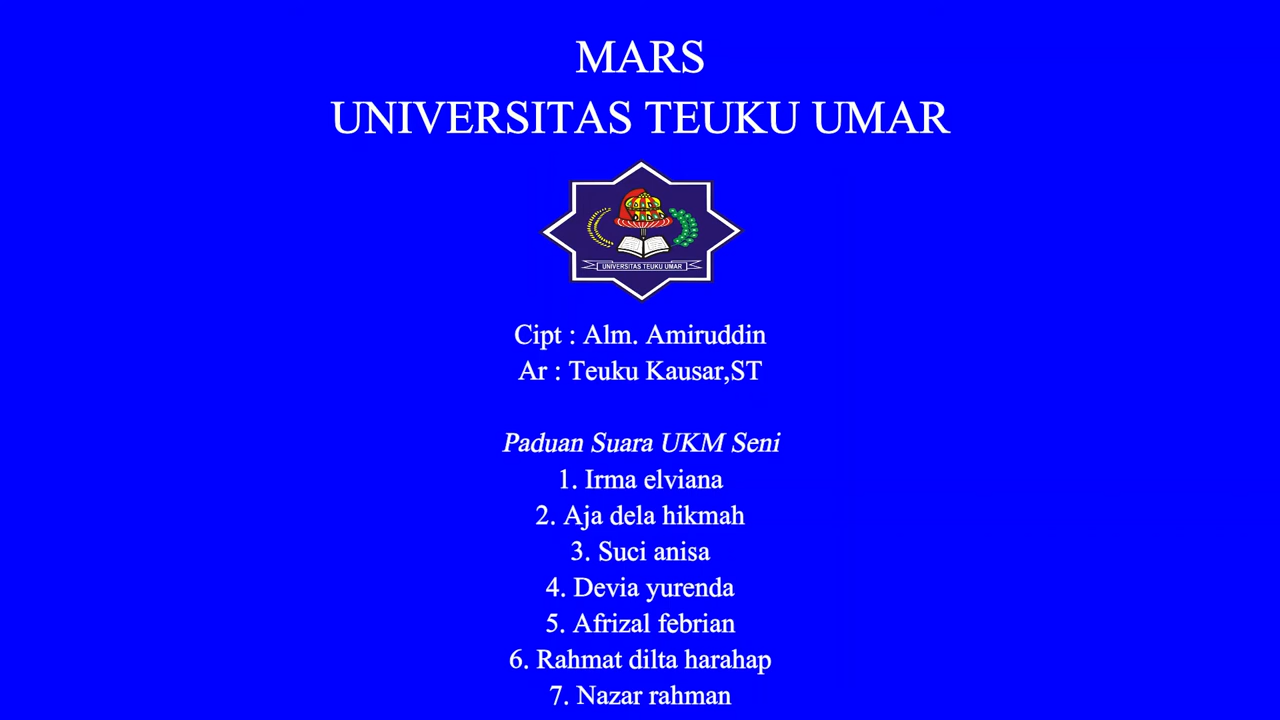 MARS
UNIVERSITAS TEUKU UMAR
UNIVERSITAS TEUKU UMAR
Cipt : Alm. Amiruddin
Ar : Teuku Kausar,ST
Paduan Suara UKM Seni
1. Irma elviana
2. Aja dela hikmah
3. Suci anisa
4. Devia yurenda
5. Afrizal febrian
6. Rahmat dilta harahap
7. Nazar rahman